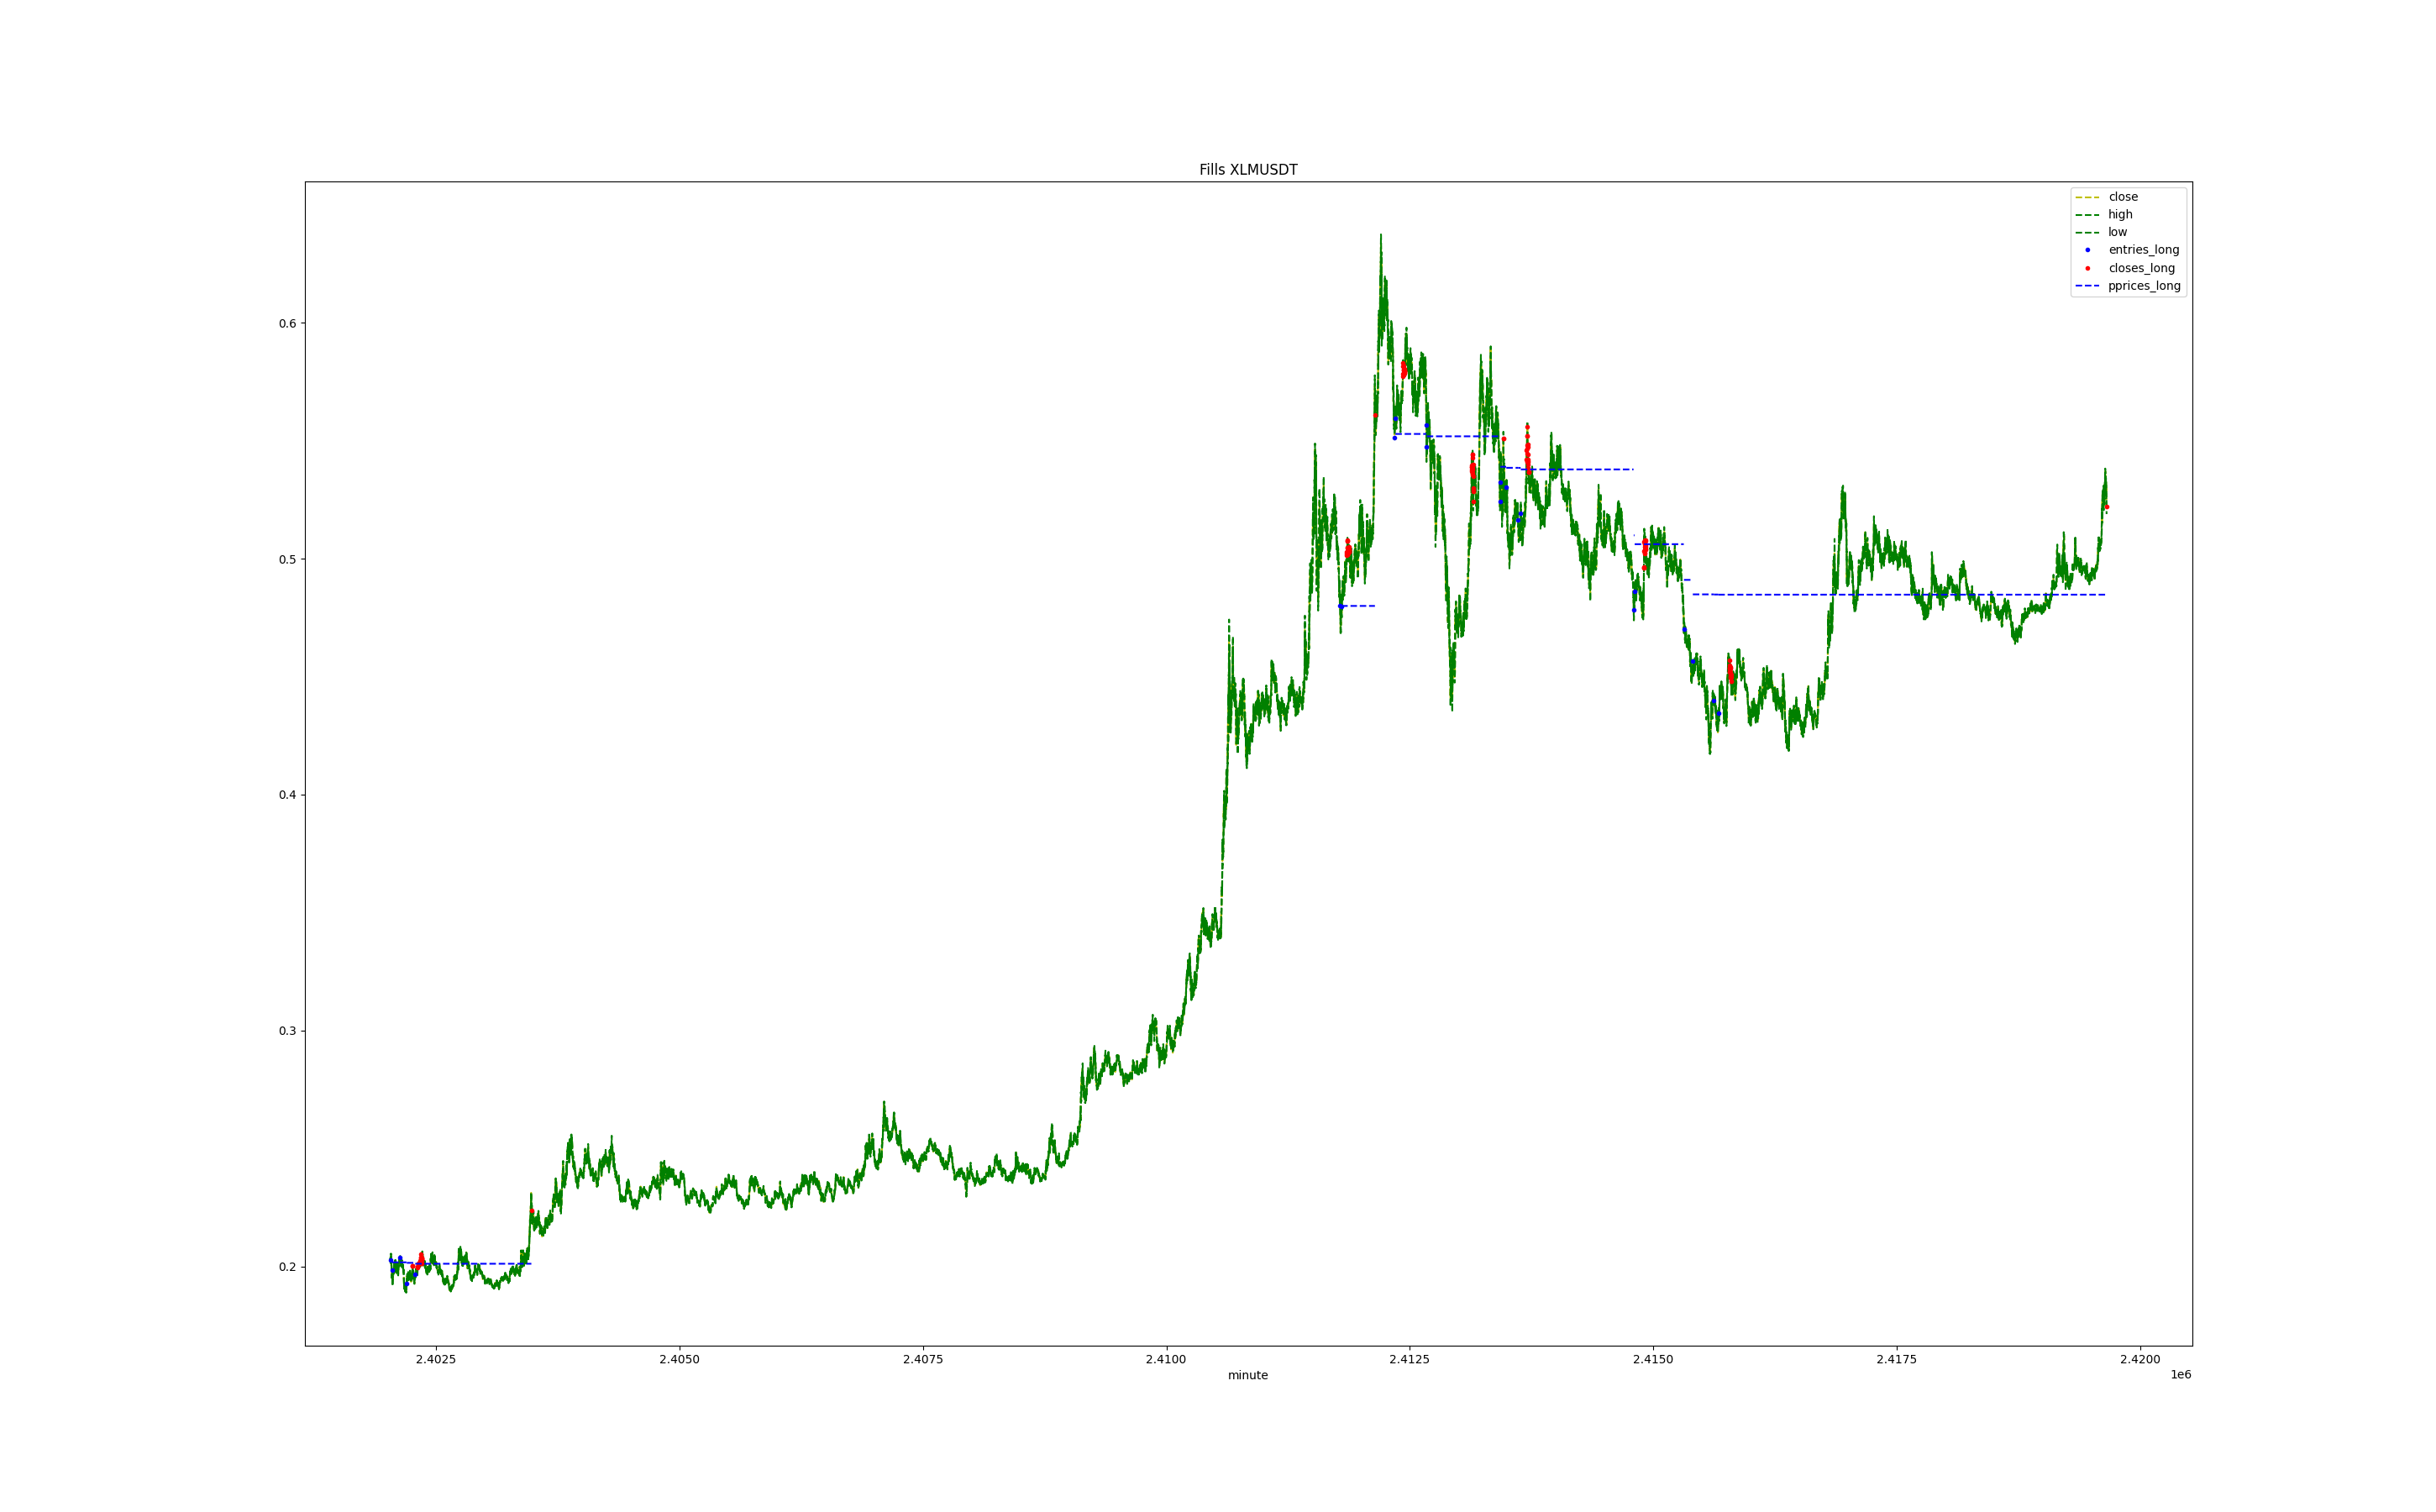 Fills XLMUSDT
close
high
low
entries_long
closes_long
pprices_long
0.6
0.5
0.4
0.3
0.2
2.4025 2.4050 2.4075 2.4100 2.4125 2.4150 2.4175 2.4200
minute
1e6